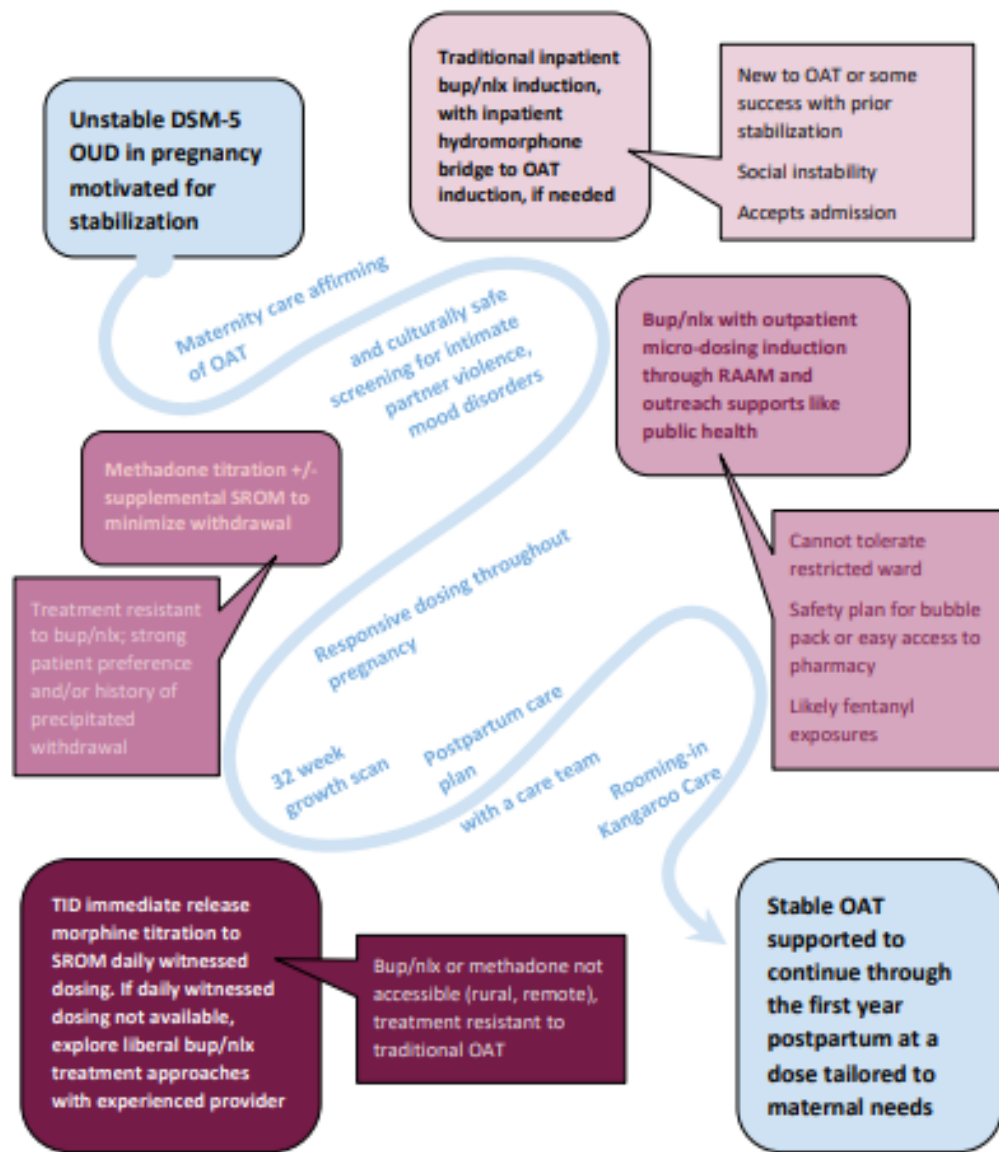 Unstable DSM-5
OUD in pregnancy
motivated for
stabilization
Traditional inpatient
bup/nlx induction,
with inpatient
hydromorphone
bridge to OAT
induction, if needed
New to OAT or some
success with prior
stabilization
Social instability
Accepts admission
Maternity care affirming
of OAT
and culturally safe
screening for intimate
partner violence,
mood disorders
Bup/nlx with outpatient
micro-dosing induction
through RAAM and
outreach supports like
public health
Cannot tolerate
restricted ward
Safety plan for bubble
pack or easy access to
pharmacy
Likely fentanyl
exposures
Methadone titration +/-
supplemental SROM to
minimize withdrawal
Treatment resistant
to bup/nlx; strong
patient preference
and/or history of
precipitated
withdrawal
Responsive dosing throughout
pregnancy
32 week
growth scan
Postpartum care
plan
with a care team
Rooming-in
Kangaroo Care
TID immediate release
morphine titration to
SROM daily witnessed
dosing. If daily witnessed
dosing not available,
explore liberal bup/nlx
treatment approaches
with experienced provider
Bup/nlx or methadone not
accessible (rural, remote),
treatment resistant to
traditional OAT
Stable OAT
supported to
continue through
the first year
postpartum at a
dose tailored to
maternal needs